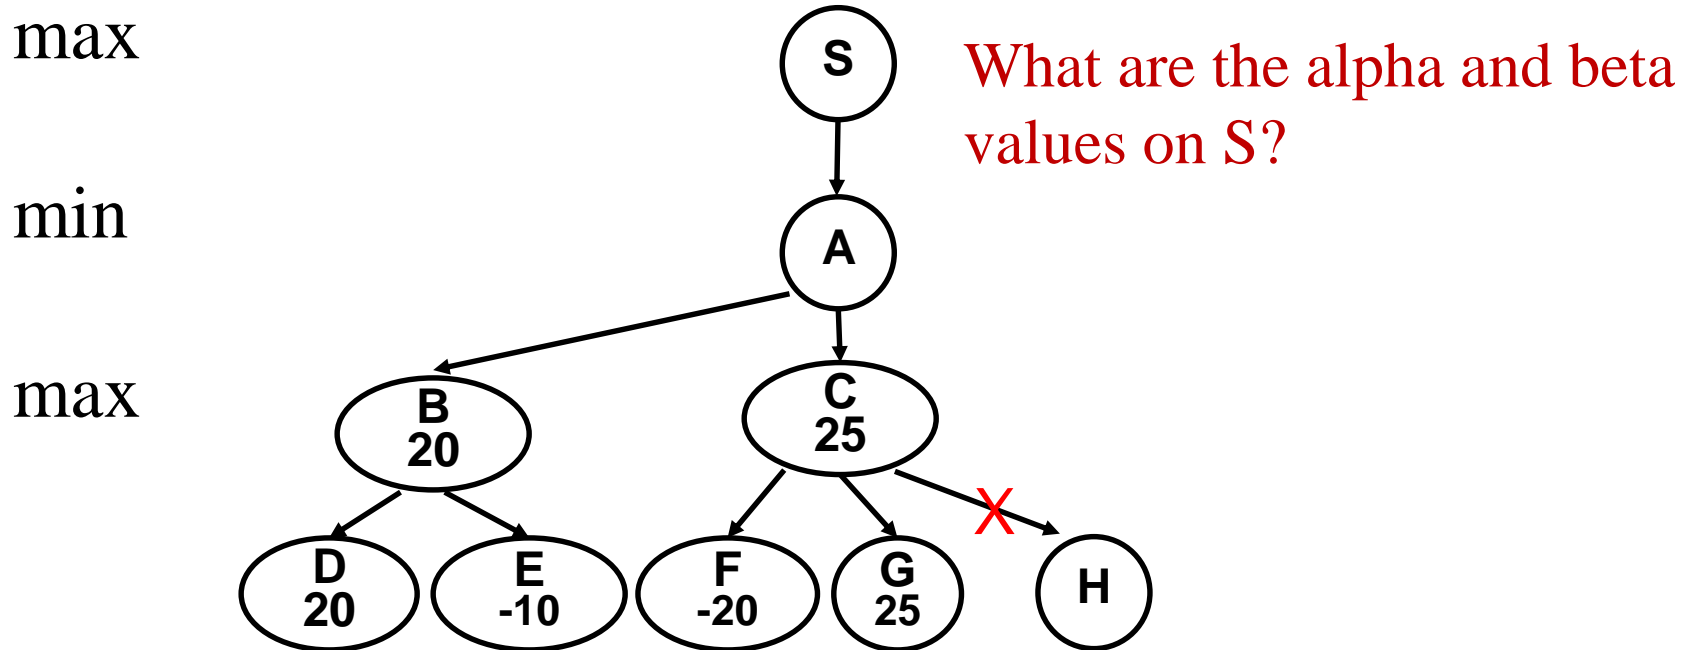 max
S
What are the alpha and beta
values on S?
min
A
max
B
20
C
25
D
20
E
-10
F
-20
G
25
X
H